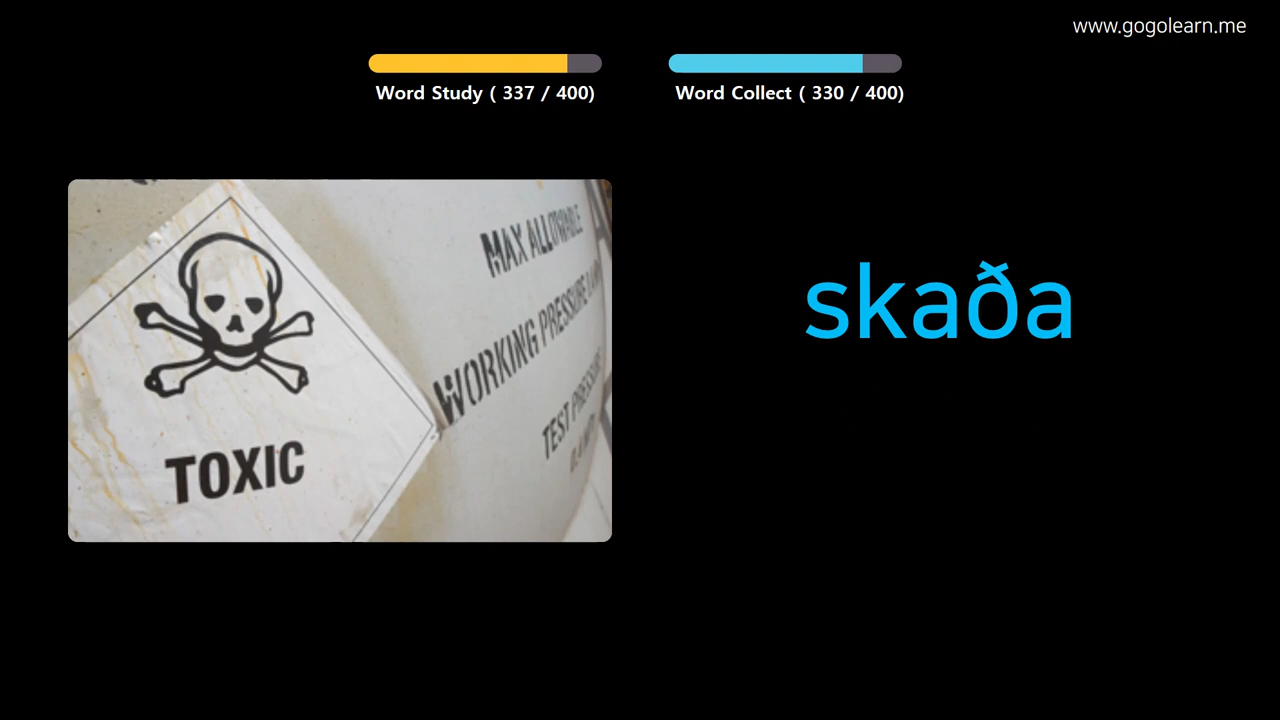 www.gogolearn.me
Word Study ( 337 / 400)
Word Collect ( 330 / 400)
skaða
MAX ALLOWABLE
WORKING PRESSURE
TEST PRESSURE
TOXIC